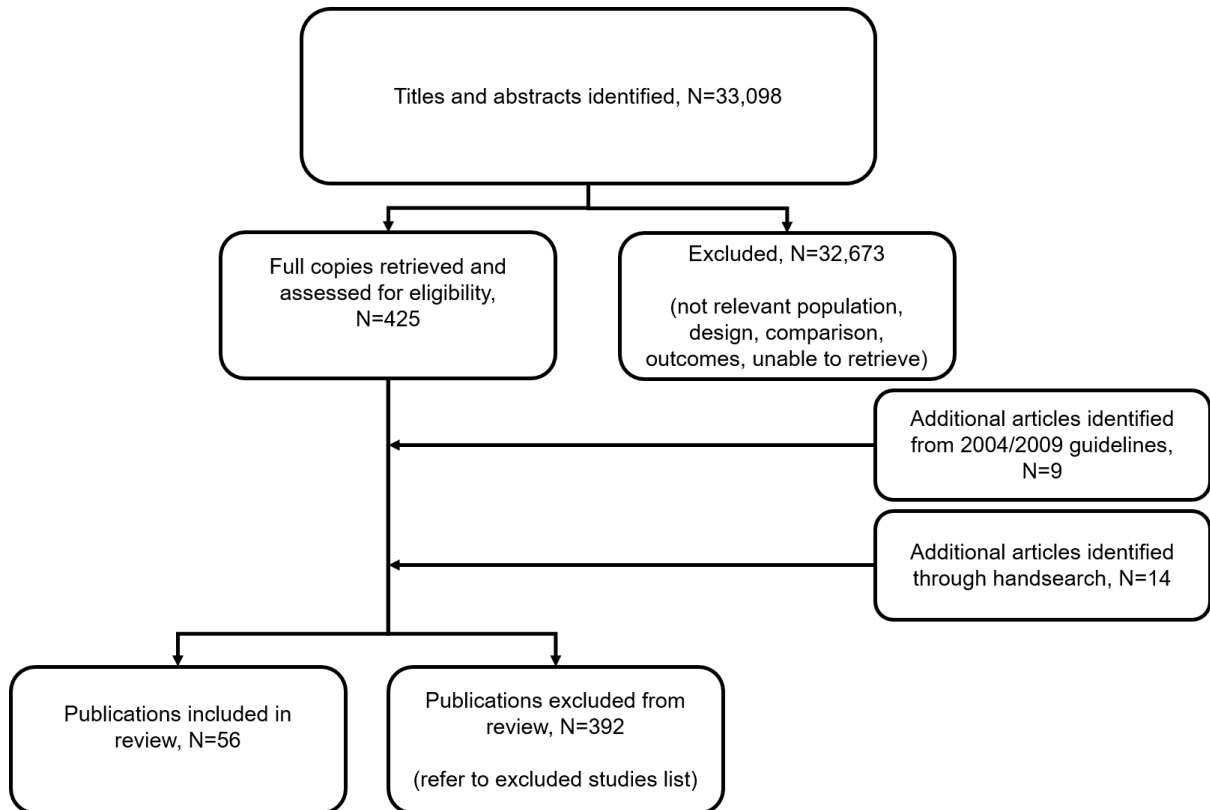 Titles and abstracts identified, N=33,098
Full copies retrieved and
assessed for eligibility,
N=425
Excluded, N=32,673
(not relevant population,
design, comparison,
outcomes, unable to retrieve)
Additional articles identified
from 2004/2009 guidelines,
N=9
Additional articles identified
through handsearch, N=14
Publications included in
review, N=56
Publications excluded from
review, N=392
(refer to excluded studies list)